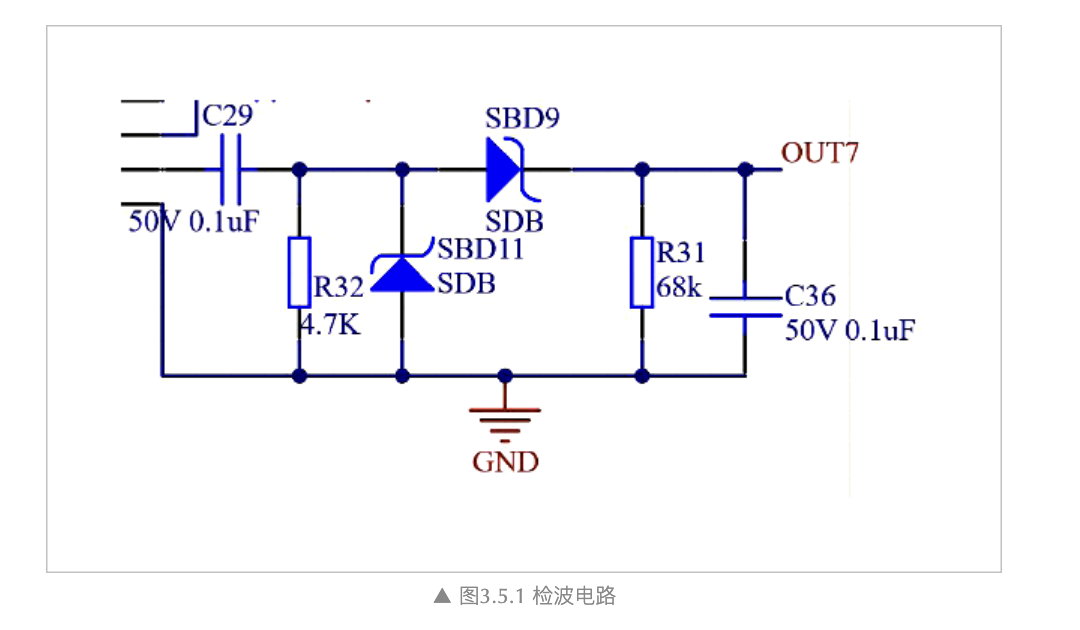 C29
50V 0.1uF
SBD9
SDB
OUT7
R32
4.7K
SBD11
SDB
R31
68k
C36
50V 0.1uF
GND
▲ 图3.5.1 检波电路